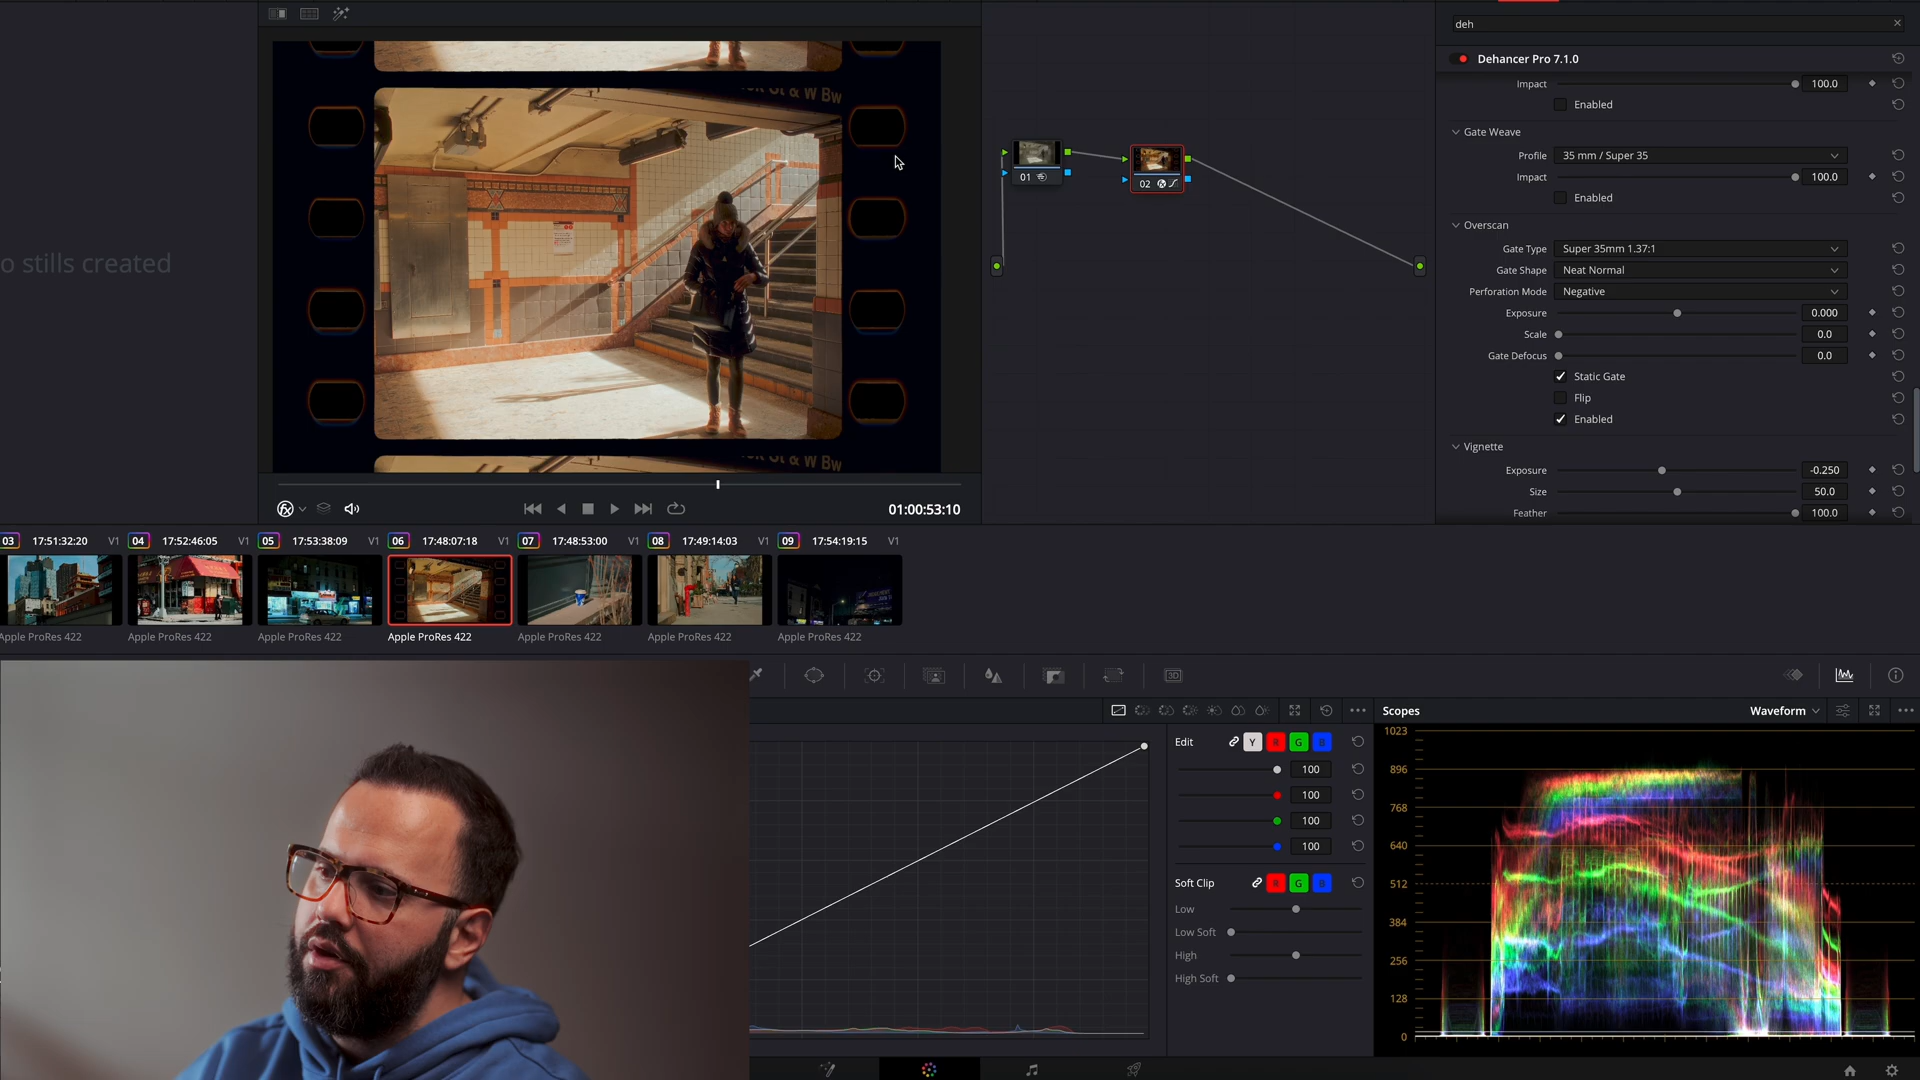 deh
Dehancer Pro 7.1.0
Impact
100.0
Enabled
Gate Weave
Profile
35 mm / Super 35
Impact
100.0
Enabled
Overscan
Gate Type
Super 35mm 1.37:1
Gate Shape
Neat Normal
Perforation Mode
Negative
Exposure
0.000
Scale
0.0
Gate Defocus
0.0
Static Gate
Flip
Enabled
Vignette
Exposure
-0.250
Size
50.0
Feather
100.0
St & W Bw
o stills created
01
02
01:00:53:10
03 17:51:32:20 V1
04 17:52:46:05 V1
05 17:53:38:09 V1
06 17:48:07:18 V1
07 17:48:53:00 V1
08 17:49:14:03 V1
09 17:54:19:15 V1
Apple ProRes 422
Apple ProRes 422
Apple ProRes 422
Apple ProRes 422
Apple ProRes 422
Apple ProRes 422
Apple ProRes 422
3D
Edit
Y R G B
100
100
100
100
Soft Clip
R G B
Low
Low Soft
High
High Soft
Scopes
Waveform
1023
896
768
640
512
384
256
128
0